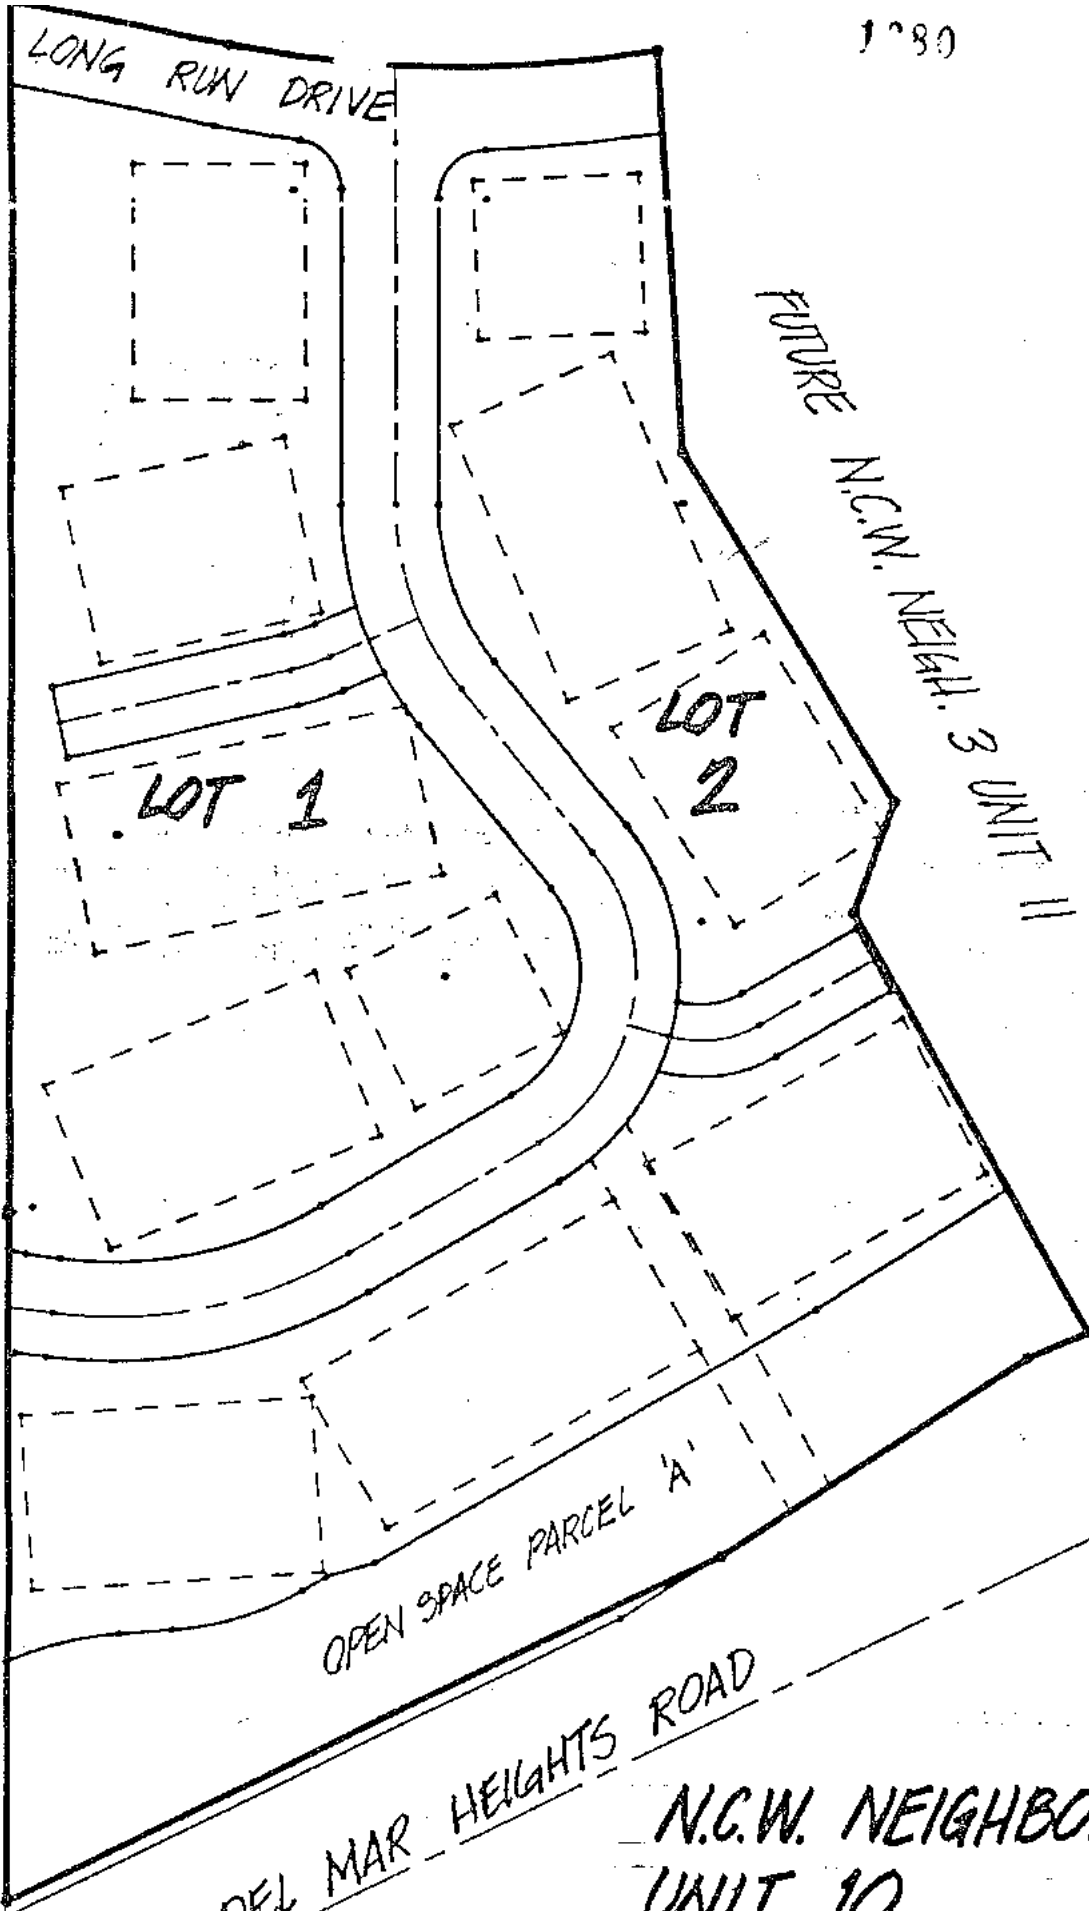 LONG RUN DRIVE
FUTURE N.C.W. NEIGH. 3 UNIT 11
LOT 1
LOT
2
OPEN SPACE PARCEL 'A'
DEL MAR HEIGHTS ROAD
N.C.W. NEIGHBO
UNIT 10